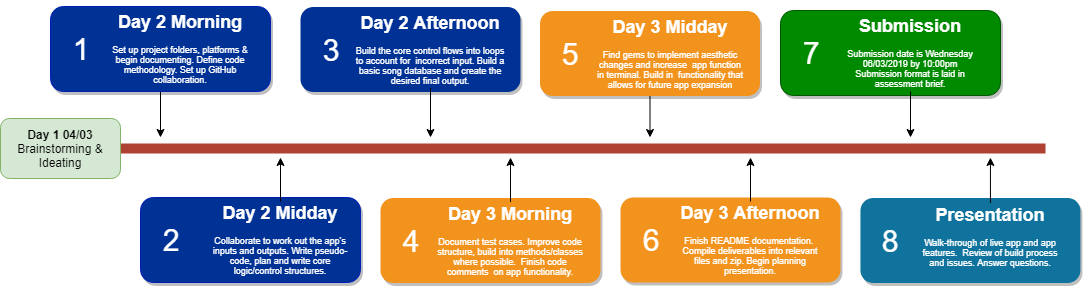 Day 1 04/03
Brainstorming &
Ideating
1
Day 2 Morning
Set up project folders, platforms &
begin documenting. Define code
methodology. Set up GitHub
collaboration.
2
Day 2 Midday
Collaborate to work out the app's
inputs and outputs. Write pseudo-
code, plan and write core
logic/control structures.
3
Day 2 Afternoon
Build the core control flows into loops
to account for incorrect input. Build a
basic song database and create the
desired final output.
4
Day 3 Morning
Document test cases. Improve code
structure, build into methods/classes
where possible. Finish code
comments on app functionality.
5
Day 3 Midday
Find gems to implement aesthetic
changes and increase app function
in terminal. Build in functionality that
allows for future app expansion
6
Day 3 Afternoon
Finish README documentation.
Compile deliverables into relevant
files and zip. Begin planning
presentation.
7
Submission
Submission date is Wednesday
06/03/2019 by 10:00pm
Submission format is laid in
assessment brief.
8
Presentation
Walk-through of live app and app
features. Review of build process
and issues. Answer questions.